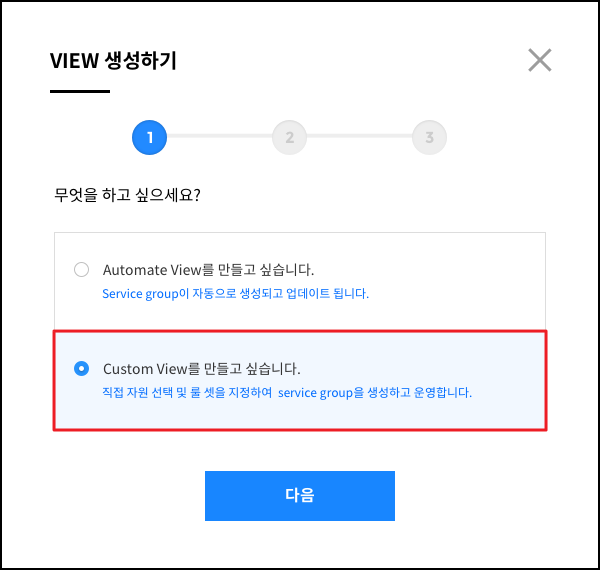 VIEW 생성하기
1
2
3
무엇을 하고 싶으세요?
Automate View를 만들고 싶습니다.
Service group이 자동으로 생성되고 업데이트 됩니다.
Custom View를 만들고 싶습니다.
직접 자원 선택 및 룰 셋을 지정하여 service group을 생성하고 운영합니다.
다음